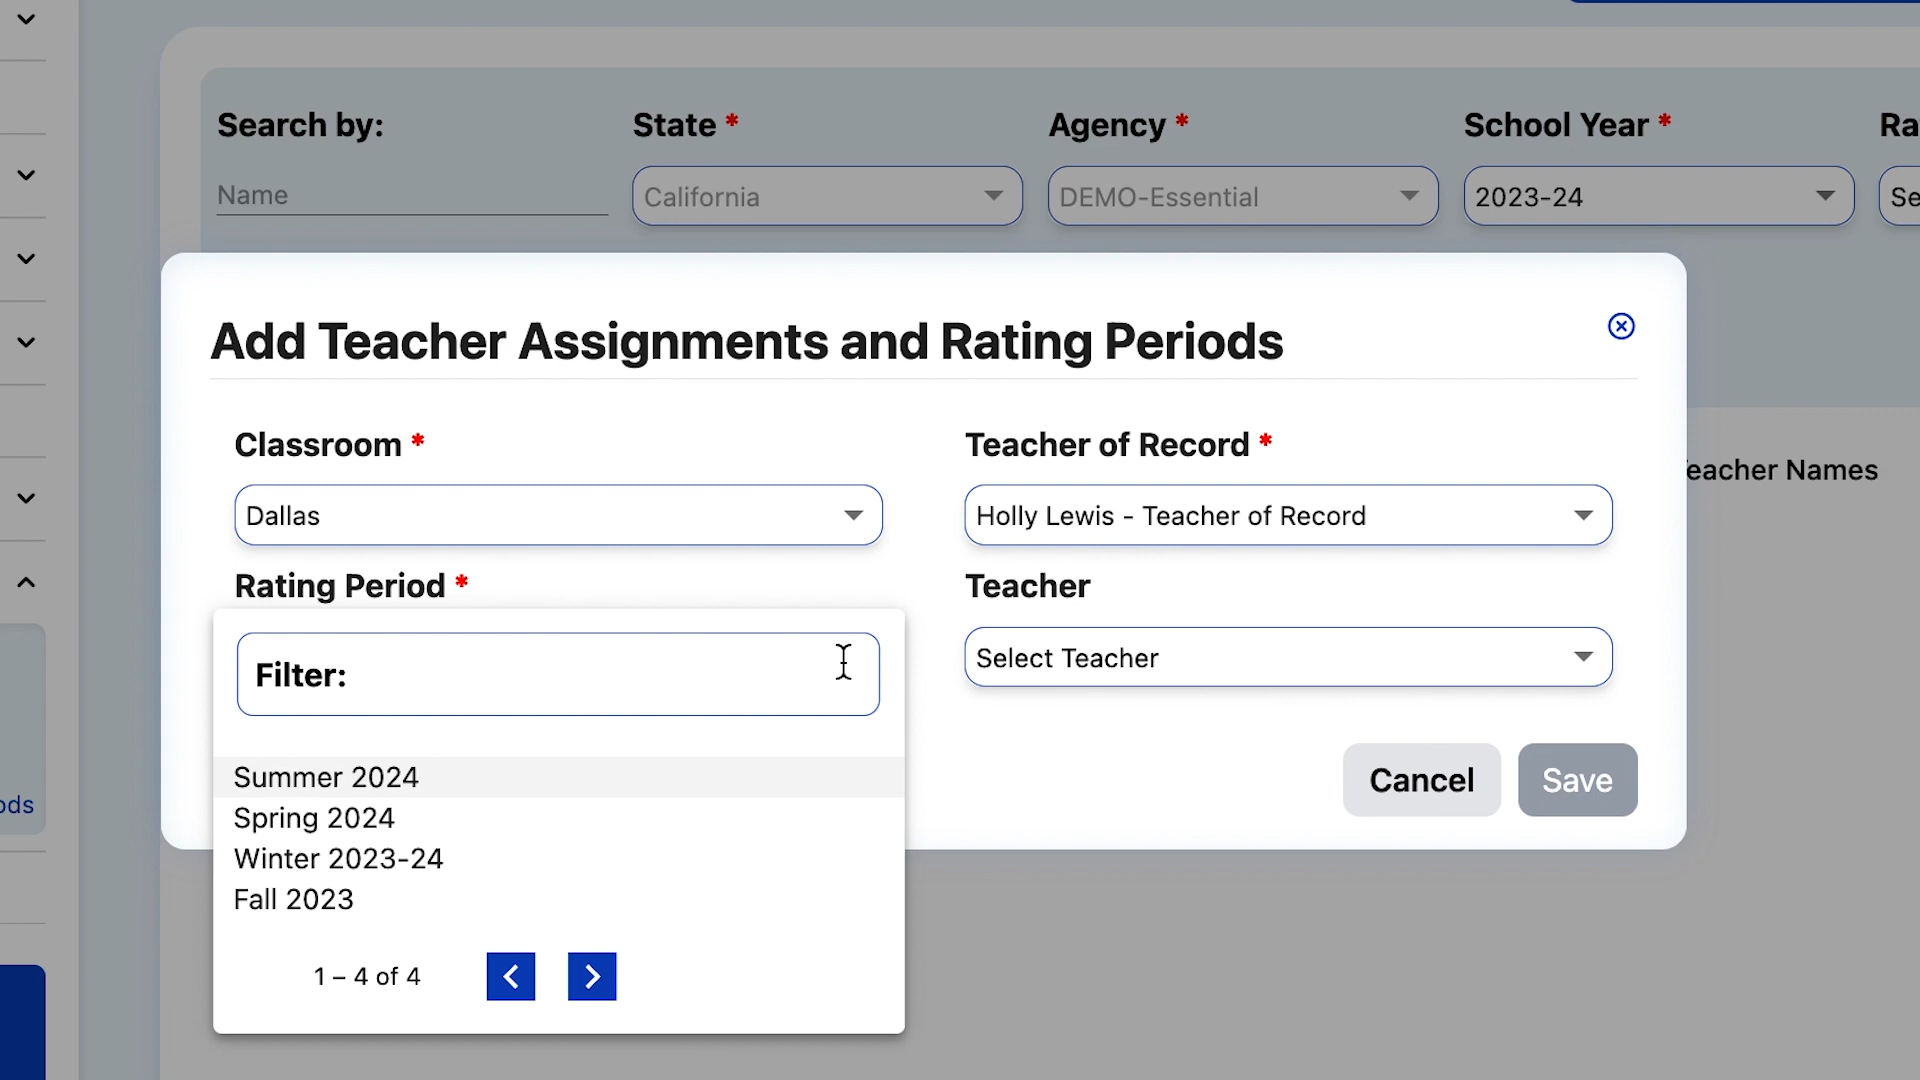 Search by:
State *
Agency *
School Year *
Ra
Name
California
DEMO-Essential
2023-24
Se
Add Teacher Assignments and Rating Periods
Classroom *
Teacher of Record *
eacher Names
Dallas
Holly Lewis - Teacher of Record
Rating Period *
Teacher
Filter:
Select Teacher
Summer 2024
Cancel
Save
Spring 2024
ods
Winter 2023-24
Fall 2023
1 – 4 of 4